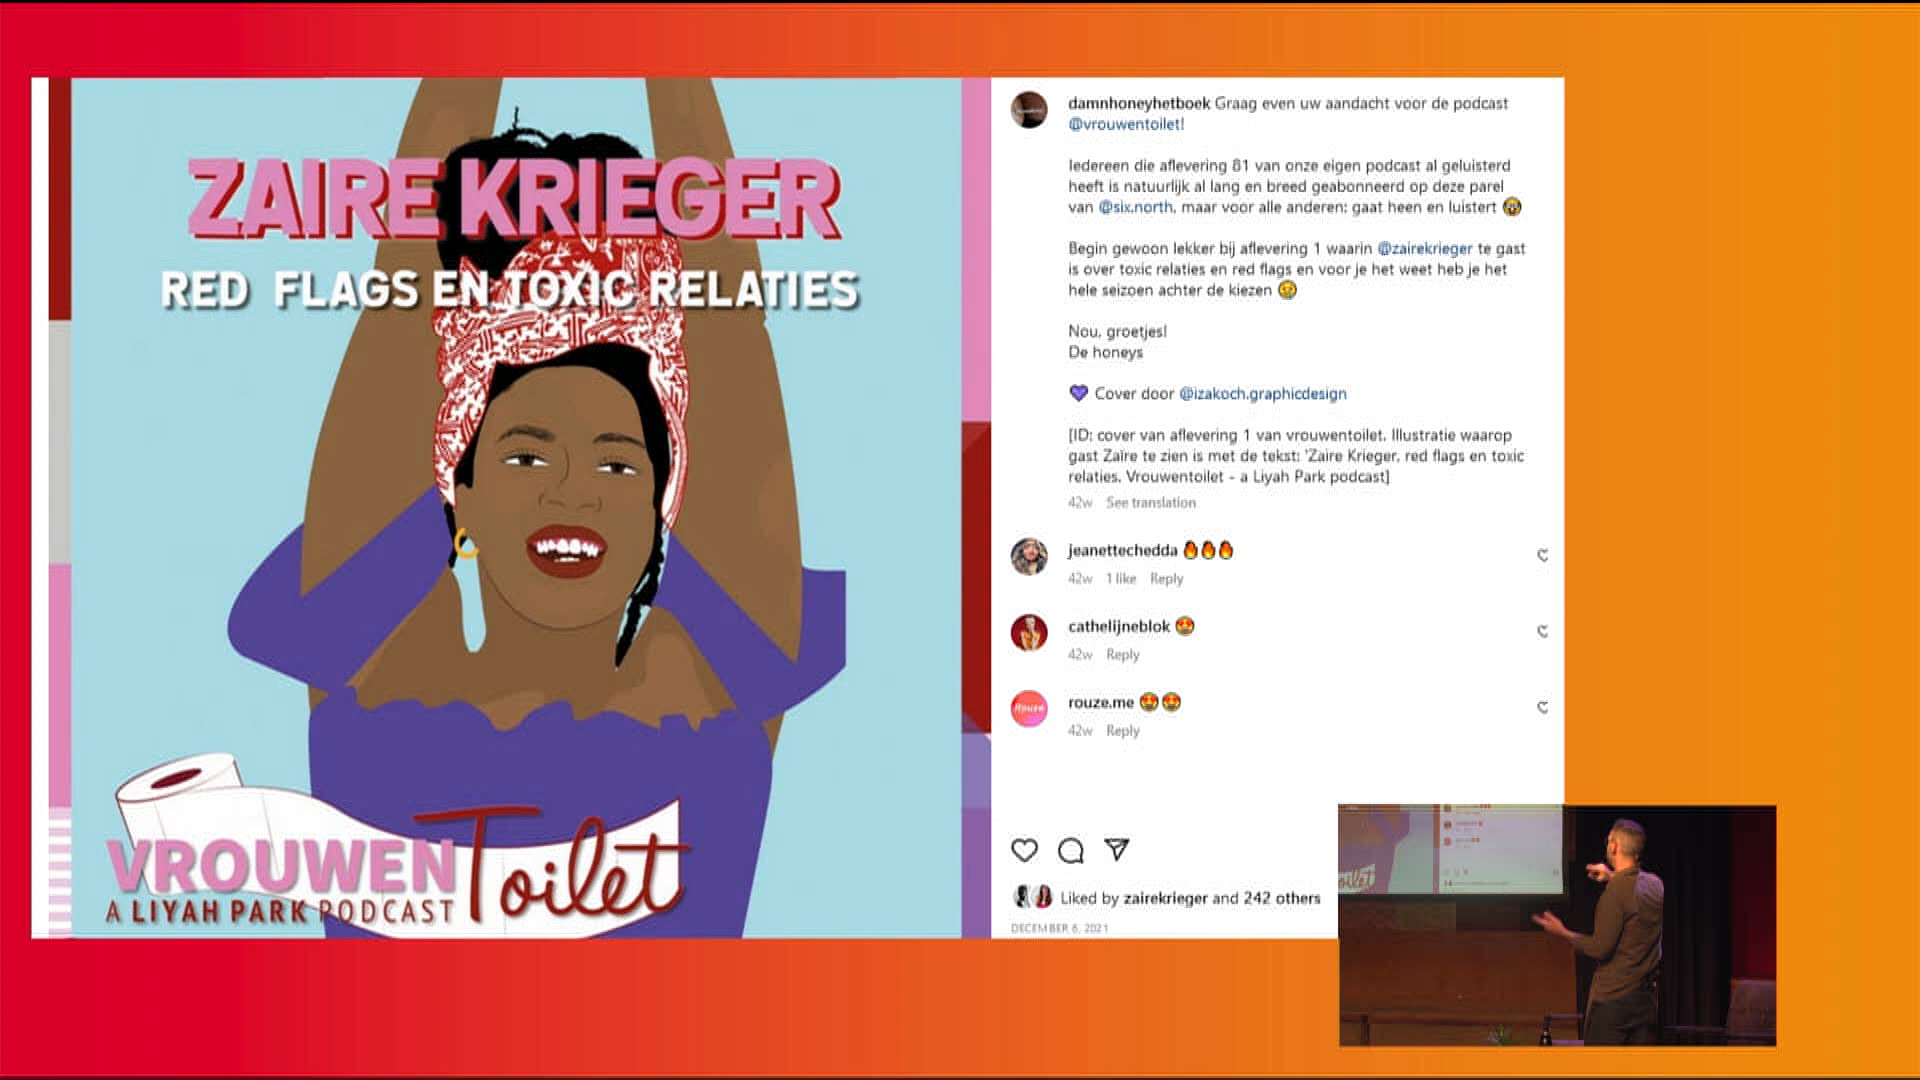 ZAIRE KRIEGER
RED FLAGS EN TOXIC RELATIES
VROUWEN Toilet
A LIYAH PARK PODCAST
damnhoneyhetboek Graag even uw aandacht voor de podcast
@vrouwentoilet!
Iedereen die aflevering 81 van onze eigen podcast al geluisterd
heeft is natuurlijk al lang en breed geabonneerd op deze parel
van @six.north, maar voor alle anderen: gaat heen en luistert 😭
Begin gewoon lekker bij aflevering 1 waarin @zairekrieger te gast
is over toxic relaties en red flags en voor je het weet heb je het
hele seizoen achter de kiezen 🤢
Nou, groetjes!
De honeys
💜 Cover door @izakoch.graphicdesign
[ID: cover van aflevering 1 van vrouwentoilet. Illustratie waarop
gast Zaïre te zien is met de tekst: 'Zaire Krieger, red flags en toxic
relaties. Vrouwentoilet - a Liyah Park podcast]
42w See translation
jeanettechedda 🔥🔥🔥
42w 1 like Reply
cathelijneblok 😍
42w Reply
Rouze
rouze.me 😍😍
42w Reply
Liked by zairekrieger and 242 others
DECEMBER 6, 2021